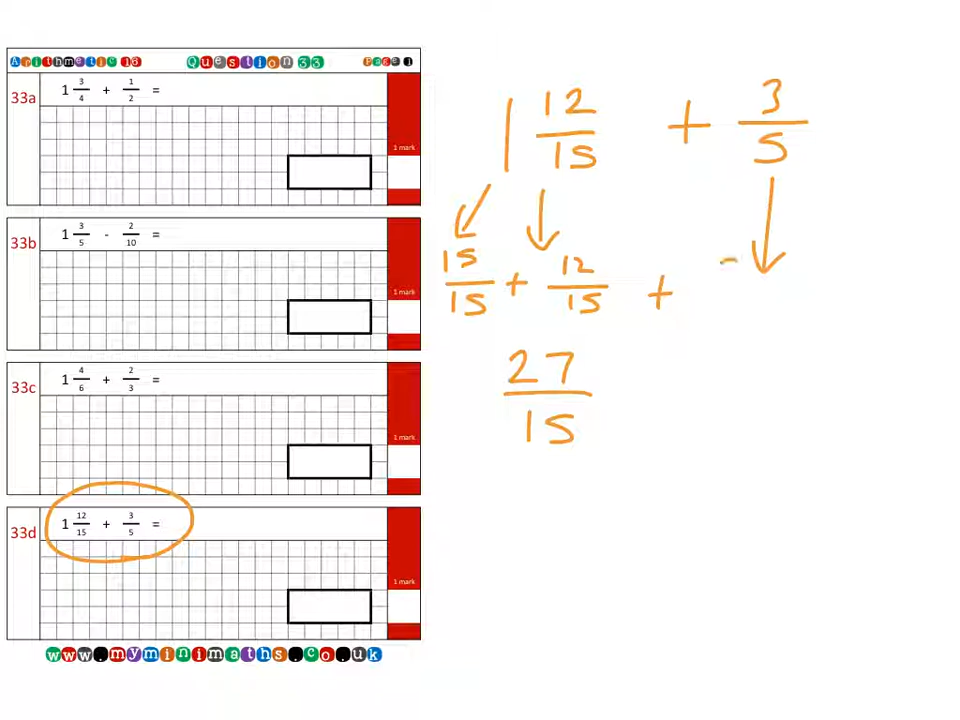 Arithmetic 18 Question 33 Page 1
33a 1 3/4 + 1/2 =
1 mark
33b 1 3/5 - 2/10 =
1 mark
33c 1 4/6 + 2/3 =
1 mark
33d 1 12/15 + 3/5 =
1 mark
www.myminimaths.co.uk
1 12/15 + 3/5
15/15 + 12/15 +
27/15